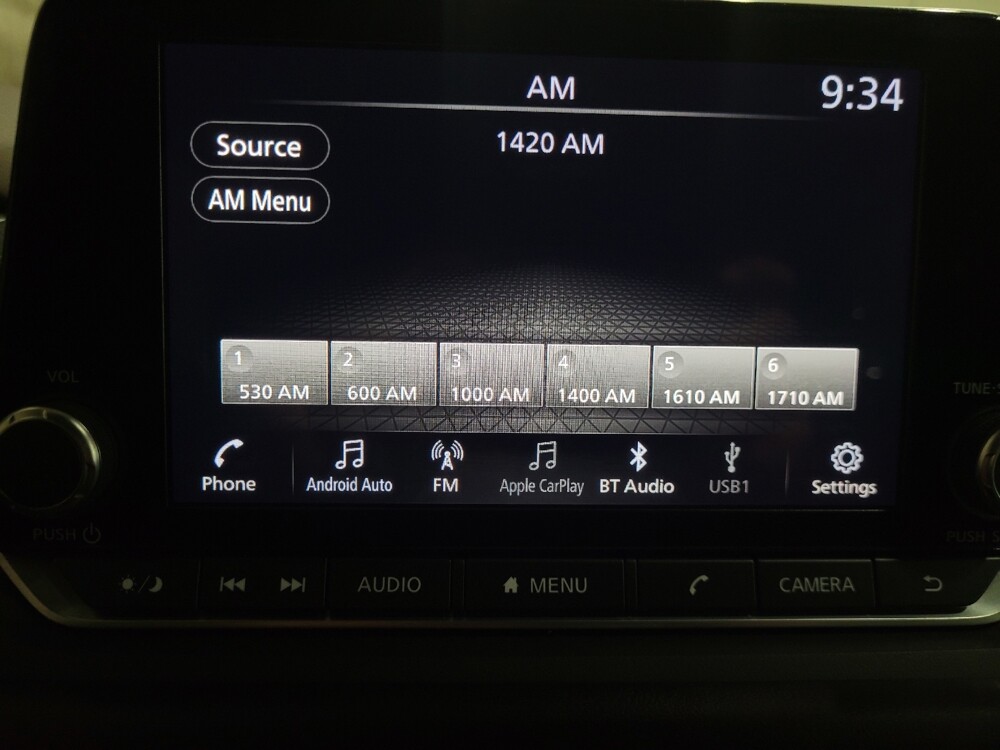 AM
9:34
Source
1420 AM
AM Menu
1
530 AM
2
600 AM
3
1000 AM
4
1400 AM
5
1610 AM
6
1710 AM
Phone
Android Auto
FM
Apple CarPlay
BT Audio
USB1
Settings
VOL
PUSH
TUNE
PUSH
AUDIO
MENU
CAMERA